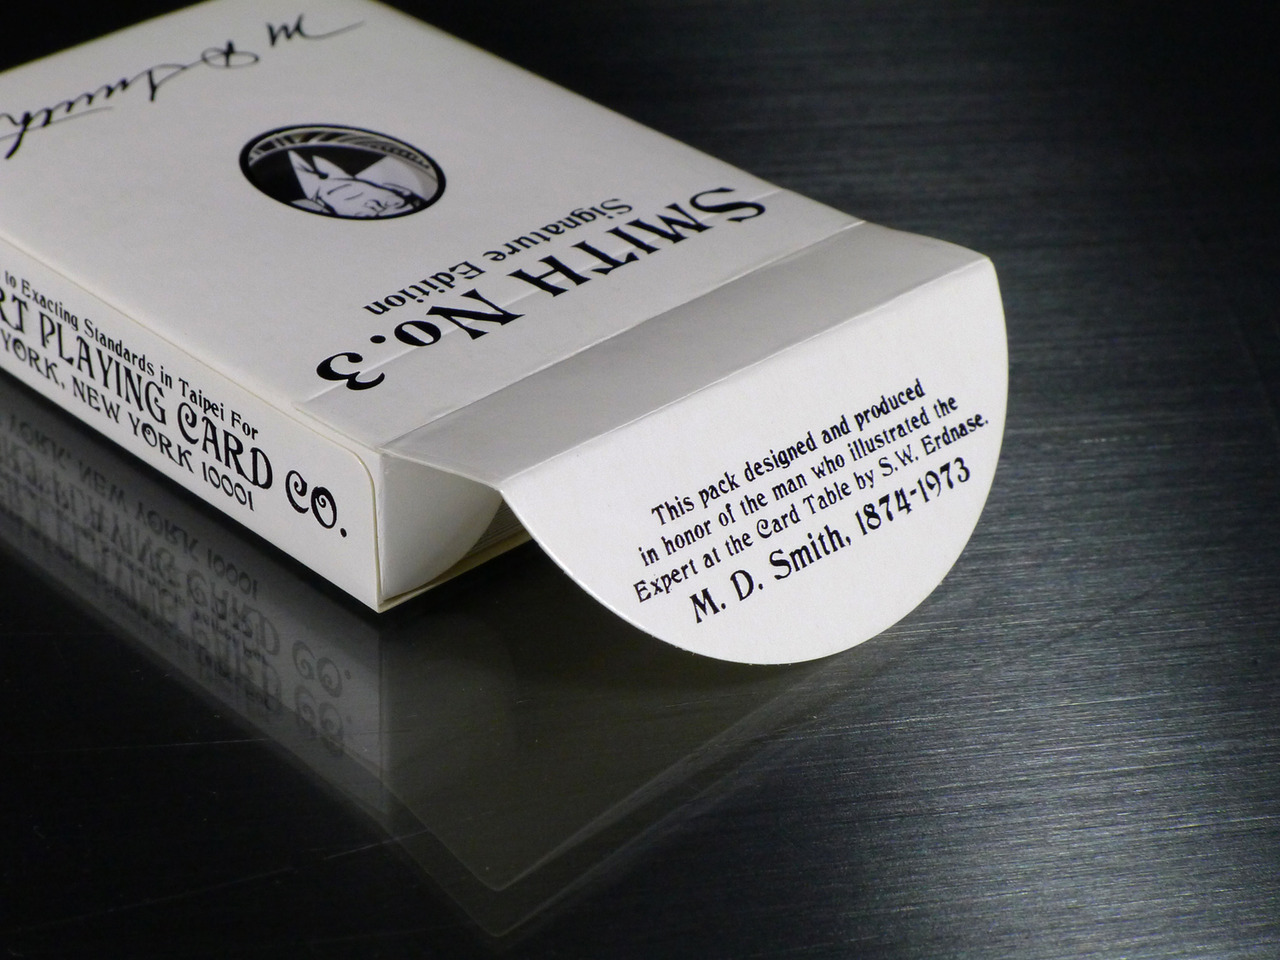 M D Smith
SMITH No.3
Signature Edition
to Exacting Standards in Taipei For
PLAYING CARD CO.
YORK, NEW YORK 10001
This pack designed and produced
in honor of the man who illustrated the
Expert at the Card Table by S.W. Erdnase.
M. D. Smith, 1874-1973